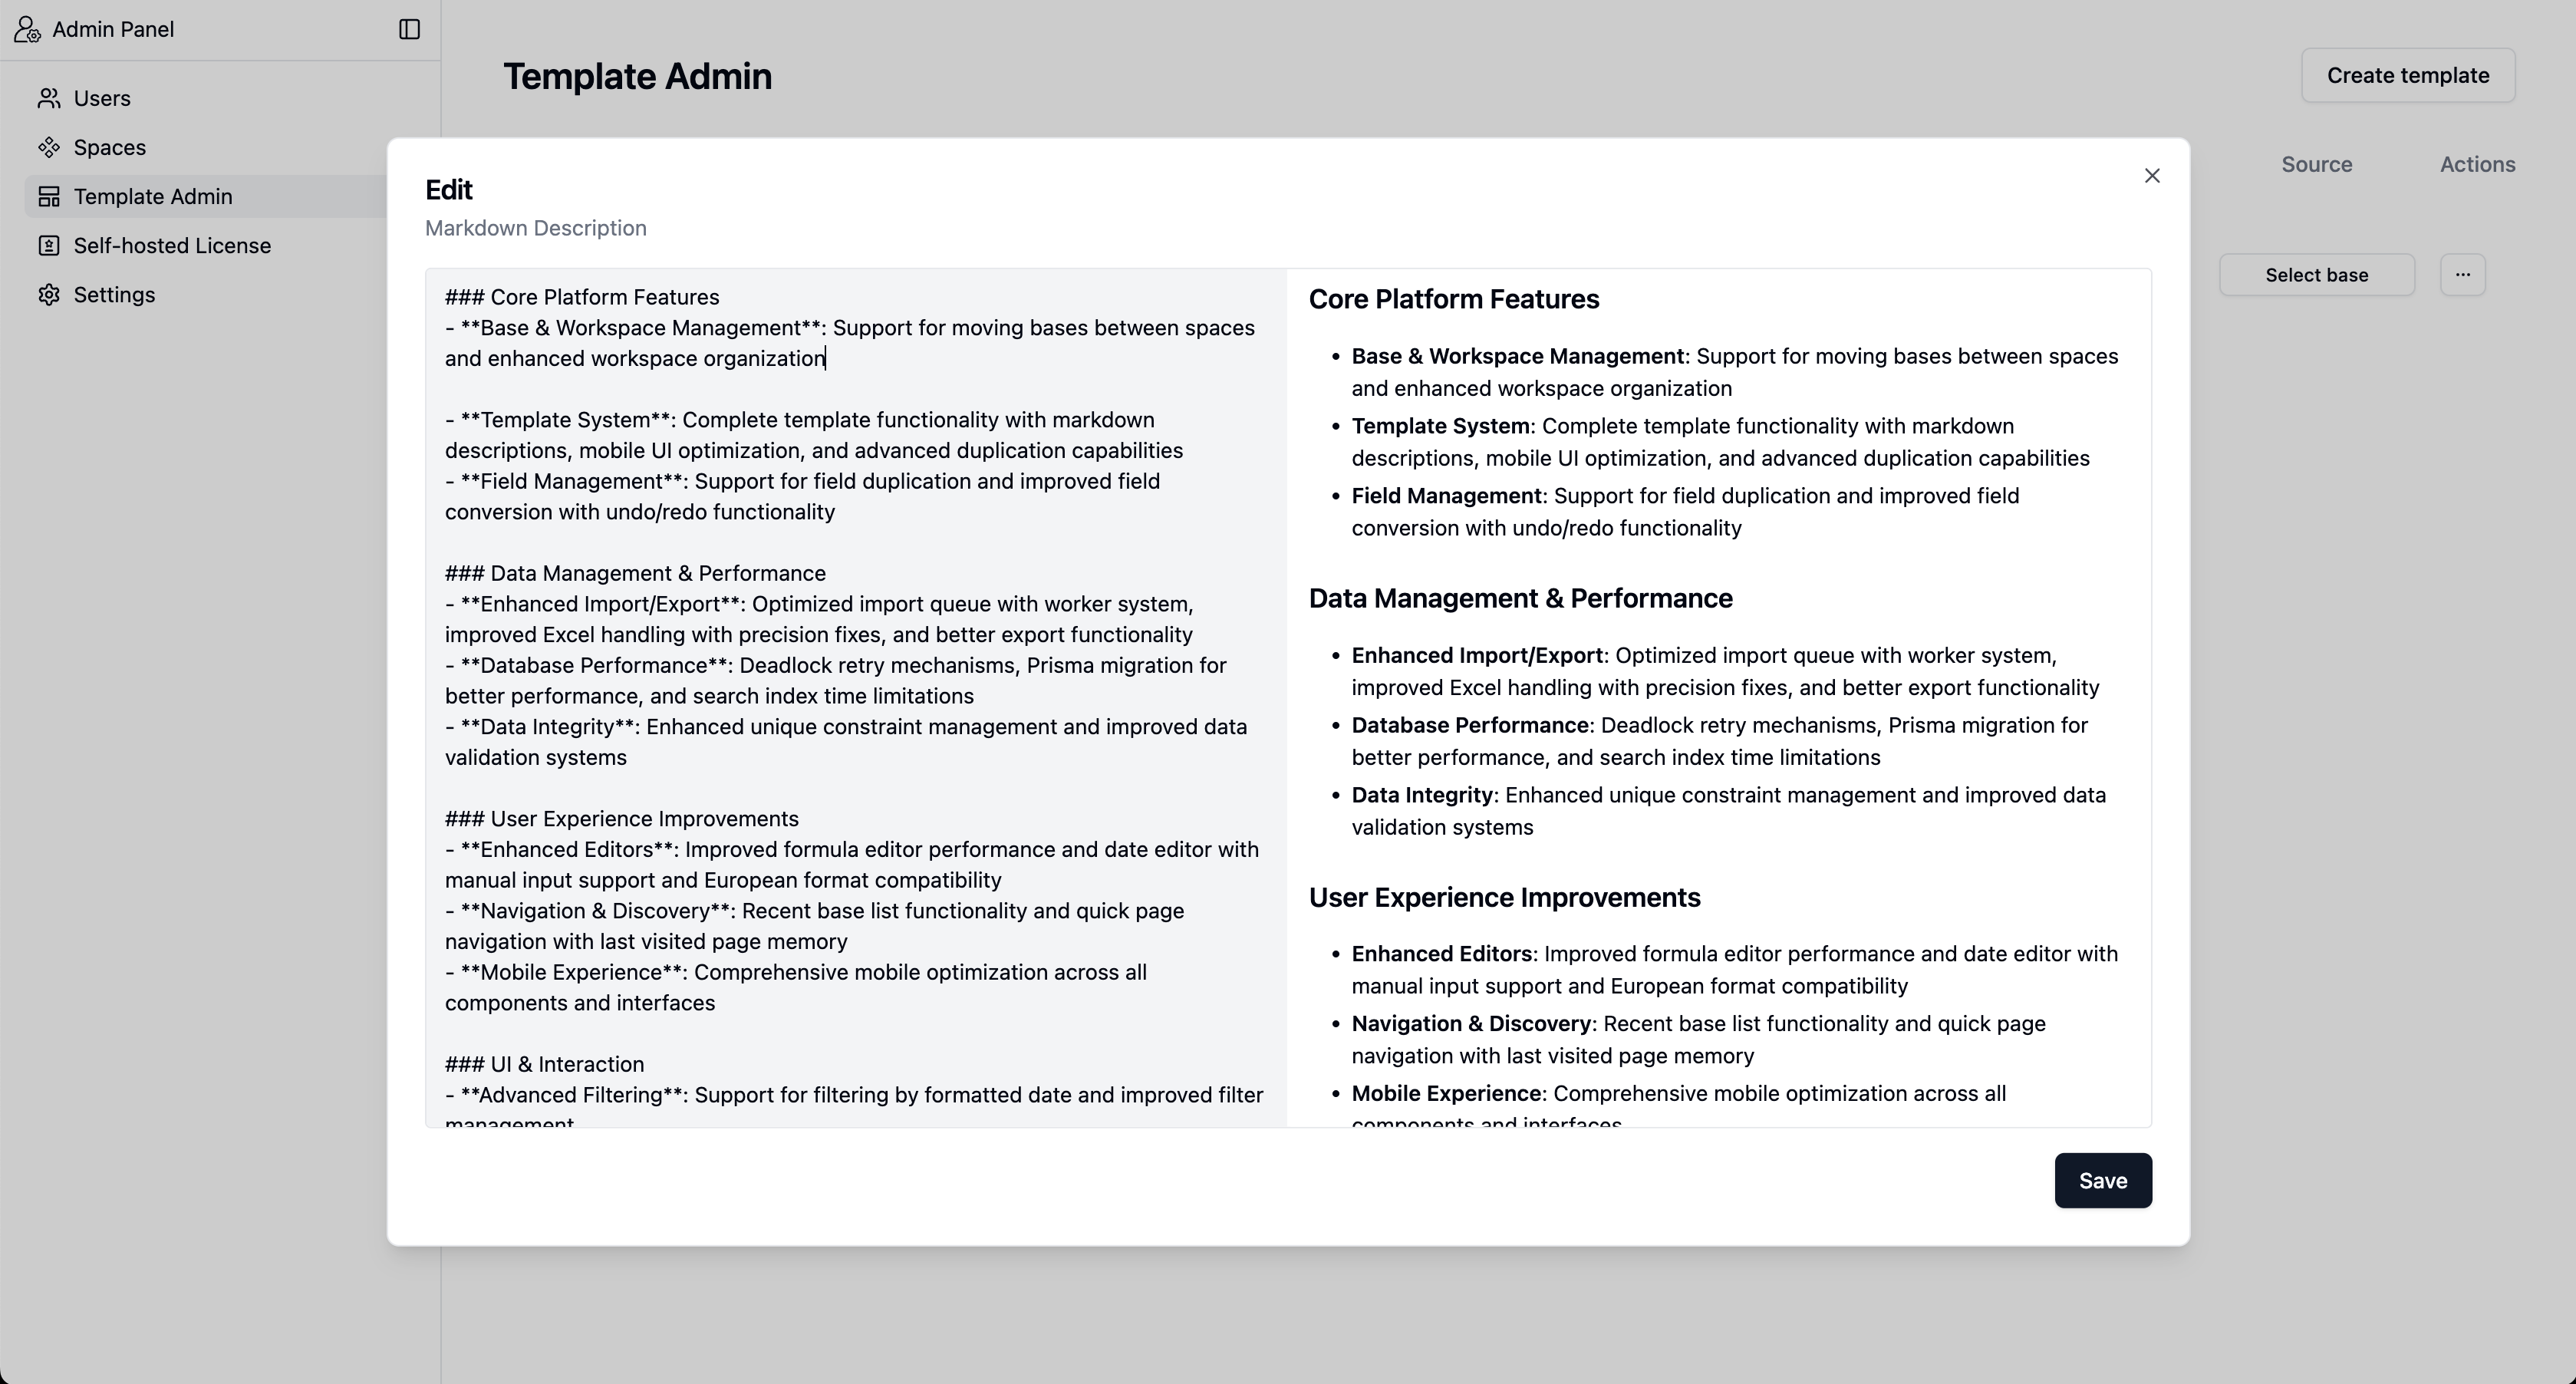 Admin Panel
Users
Spaces
Template Admin
Self-hosted License
Settings
Template Admin
Create template
Source
Actions
Select base
...
Edit
Markdown Description
### Core Platform Features
- **Base & Workspace Management**: Support for moving bases between spaces
and enhanced workspace organization
- **Template System**: Complete template functionality with markdown
descriptions, mobile UI optimization, and advanced duplication capabilities
- **Field Management**: Support for field duplication and improved field
conversion with undo/redo functionality
### Data Management & Performance
- **Enhanced Import/Export**: Optimized import queue with worker system,
improved Excel handling with precision fixes, and better export functionality
- **Database Performance**: Deadlock retry mechanisms, Prisma migration for
better performance, and search index time limitations
- **Data Integrity**: Enhanced unique constraint management and improved data
validation systems
### User Experience Improvements
- **Enhanced Editors**: Improved formula editor performance and date editor with
manual input support and European format compatibility
- **Navigation & Discovery**: Recent base list functionality and quick page
navigation with last visited page memory
- **Mobile Experience**: Comprehensive mobile optimization across all
components and interfaces
### UI & Interaction
- **Advanced Filtering**: Support for filtering by formatted date and improved filter
management
Core Platform Features
• Base & Workspace Management: Support for moving bases between spaces
and enhanced workspace organization
• Template System: Complete template functionality with markdown
descriptions, mobile UI optimization, and advanced duplication capabilities
• Field Management: Support for field duplication and improved field
conversion with undo/redo functionality
Data Management & Performance
• Enhanced Import/Export: Optimized import queue with worker system,
improved Excel handling with precision fixes, and better export functionality
• Database Performance: Deadlock retry mechanisms, Prisma migration for
better performance, and search index time limitations
• Data Integrity: Enhanced unique constraint management and improved data
validation systems
User Experience Improvements
• Enhanced Editors: Improved formula editor performance and date editor with
manual input support and European format compatibility
• Navigation & Discovery: Recent base list functionality and quick page
navigation with last visited page memory
• Mobile Experience: Comprehensive mobile optimization across all
components and interfaces
Save